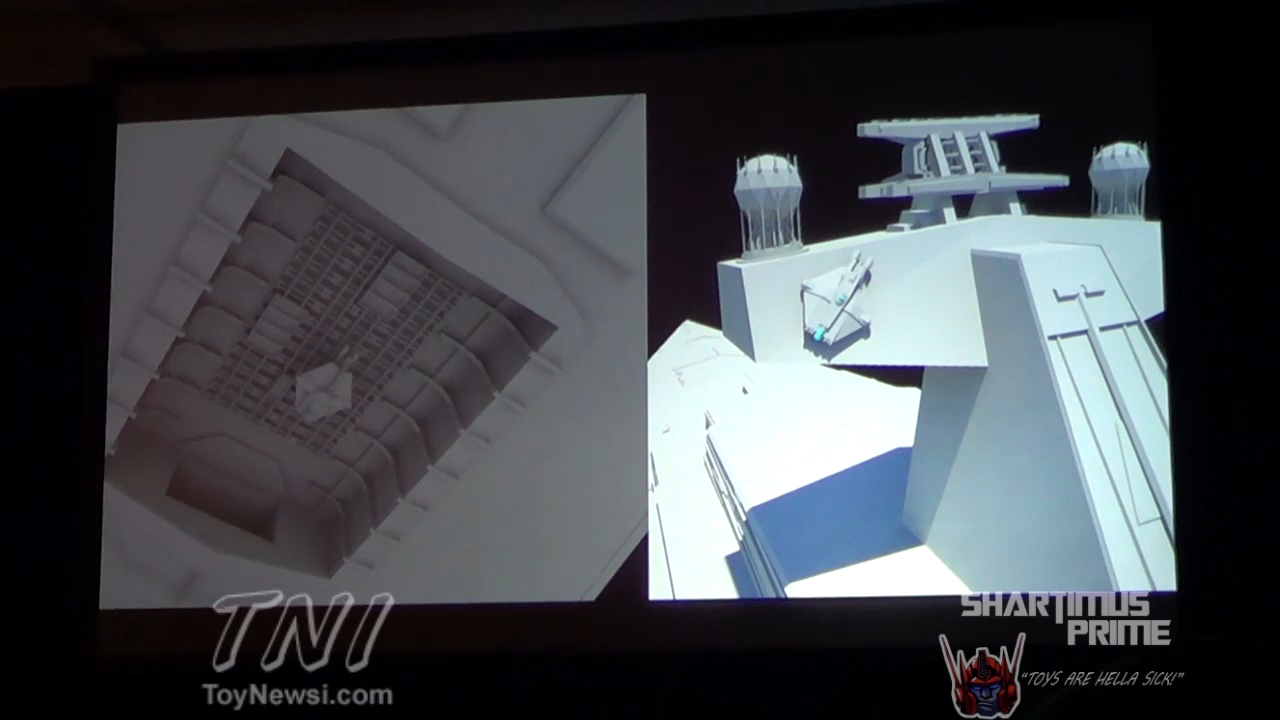 TNI
ToyNewsi.com
SHARTIMUS
PRIME
"TOYS ARE HELLA SICK!"